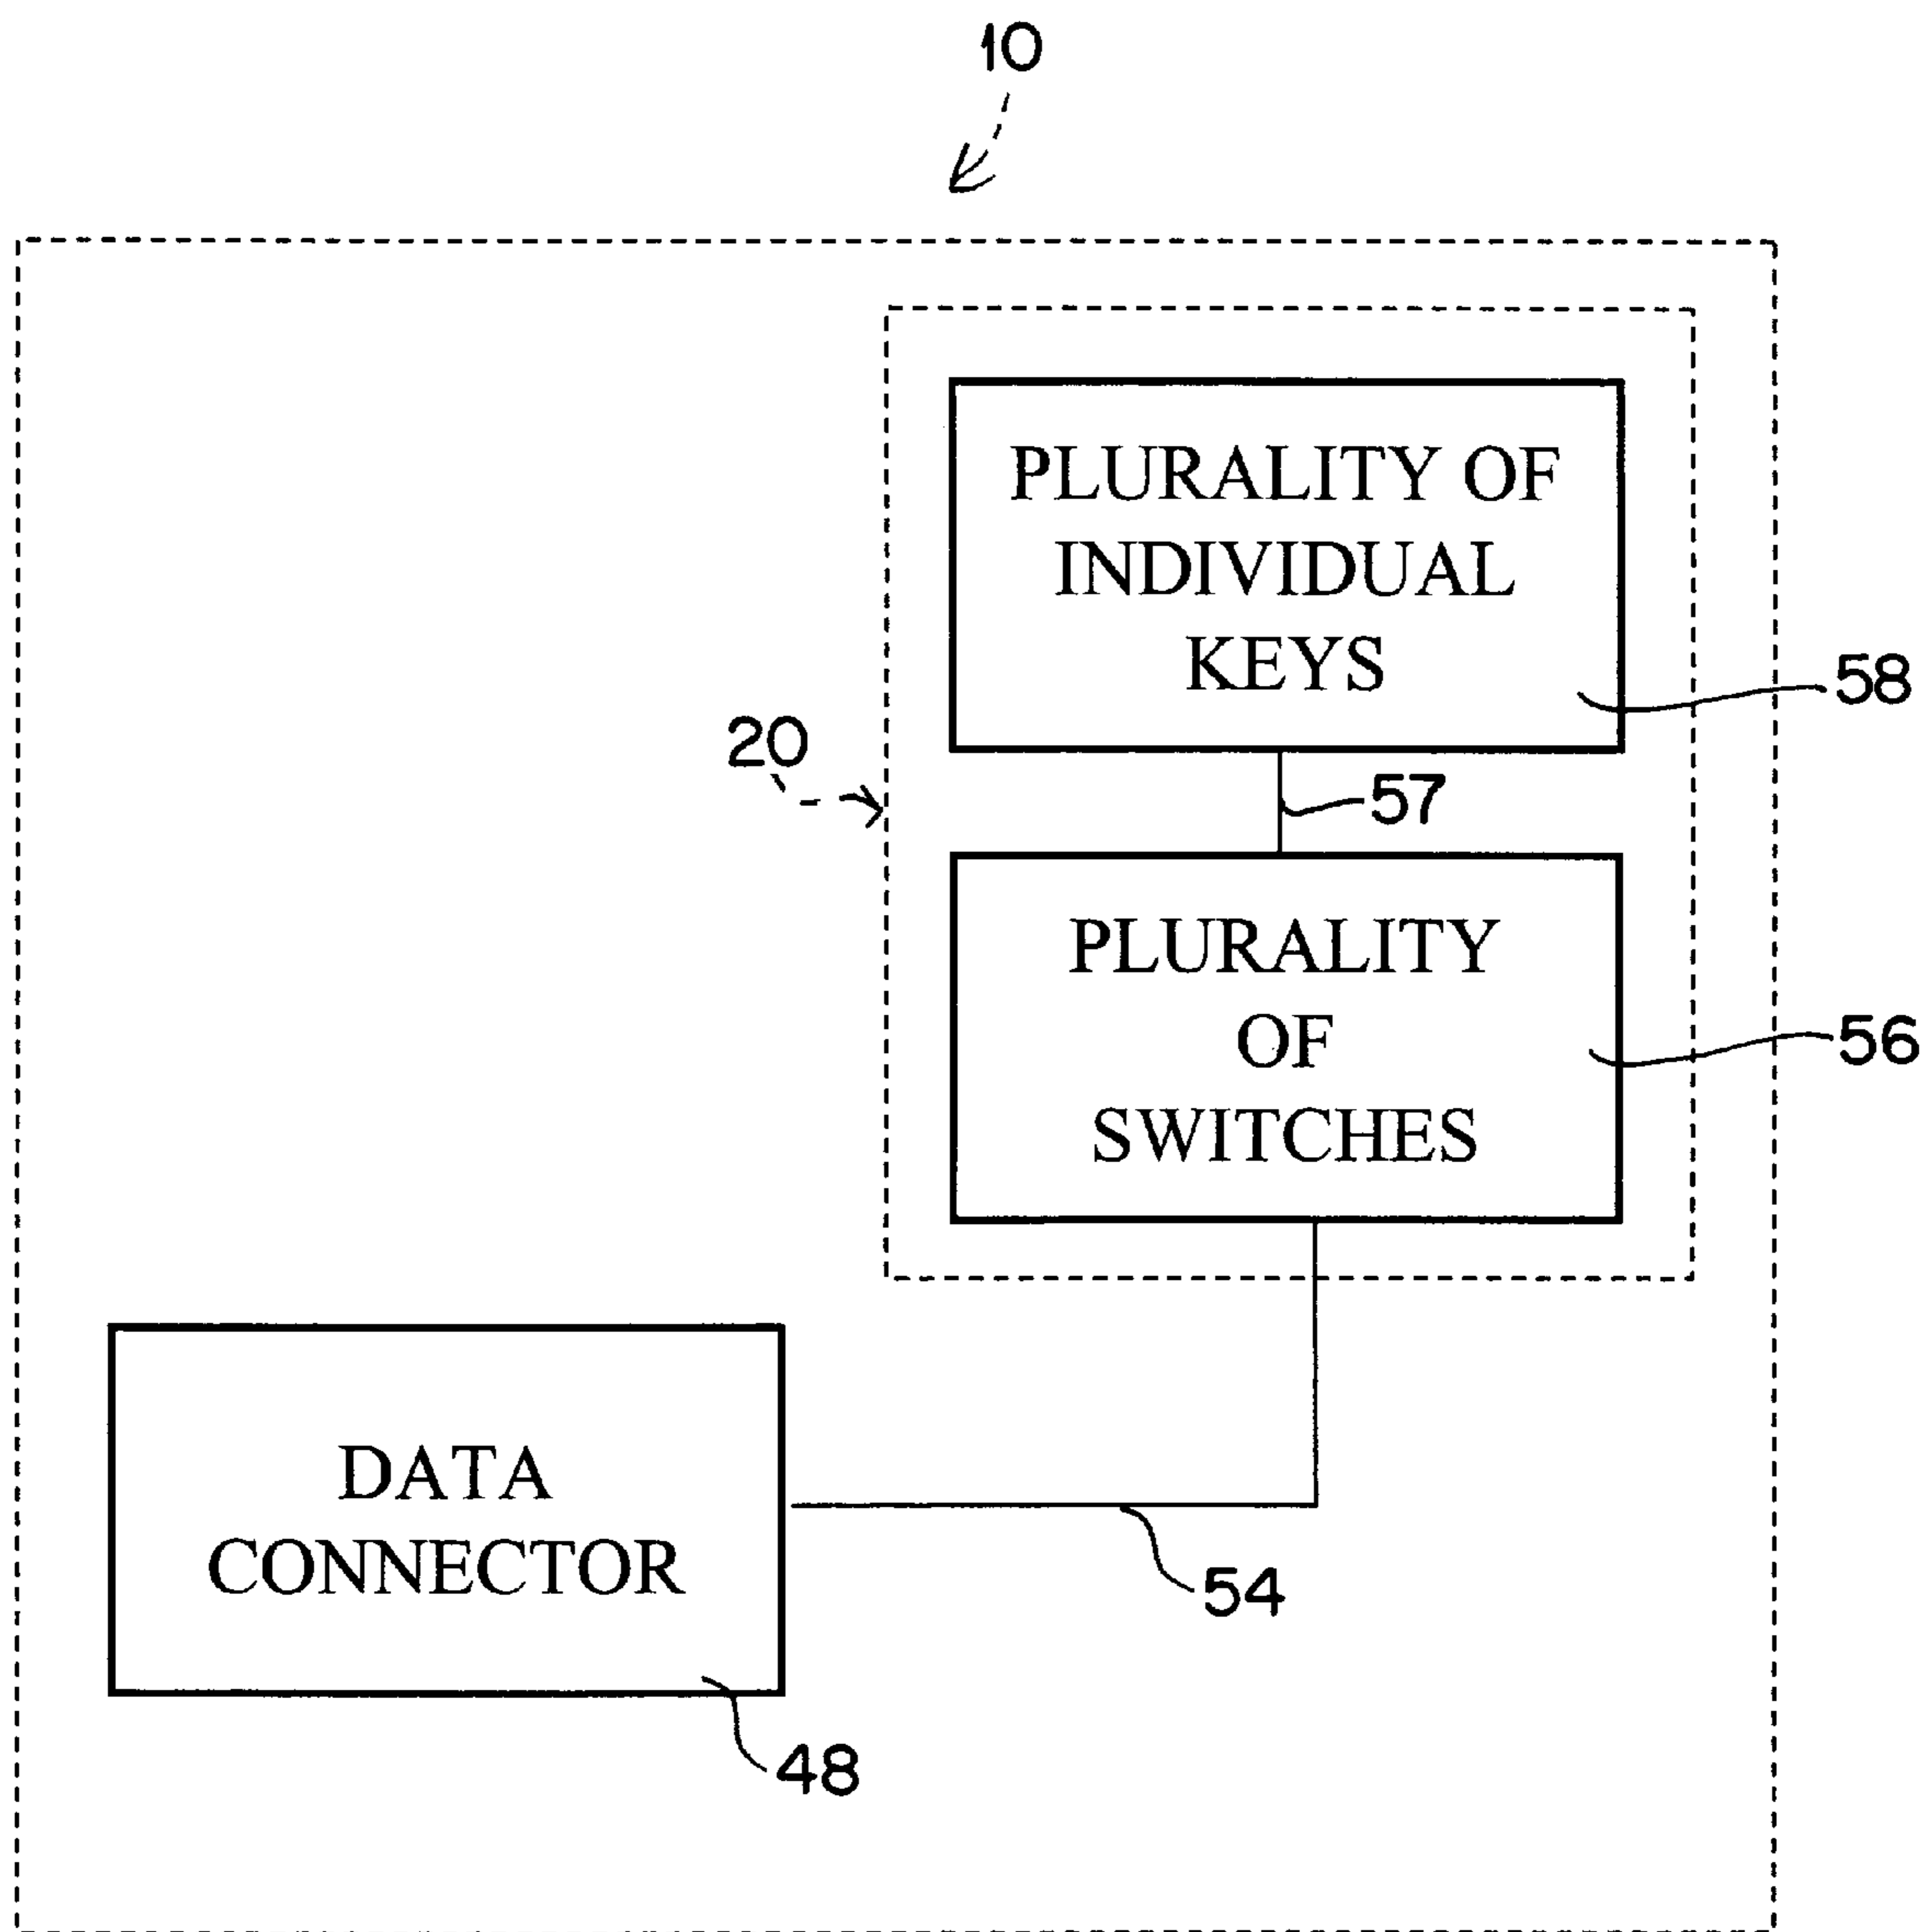 10
PLURALITY OF
INDIVIDUAL
KEYS
58
20
57
PLURALITY
OF
SWITCHES
56
DATA
CONNECTOR
54
48